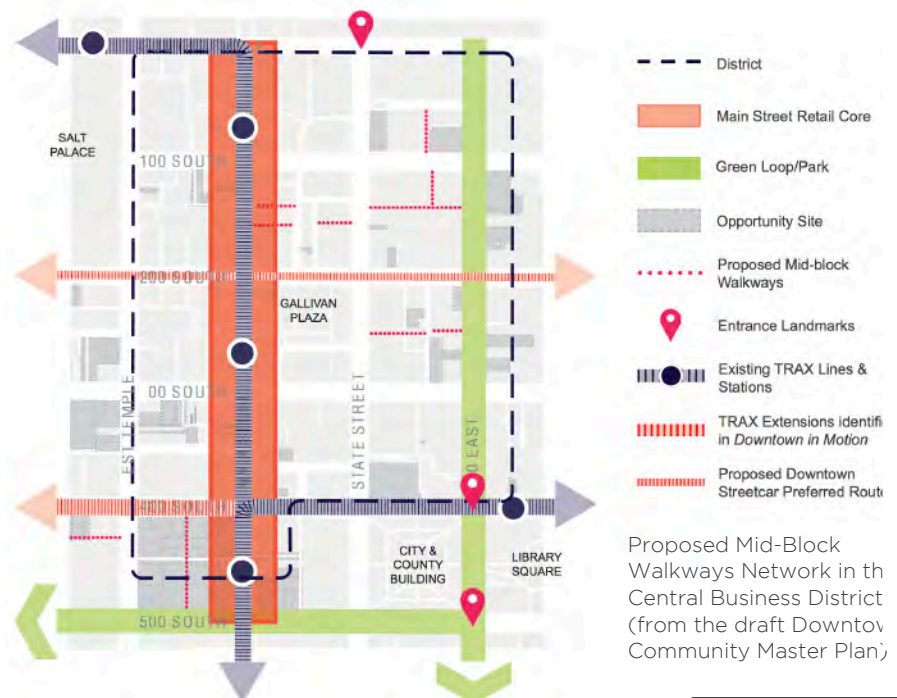 SALT
PALACE
100 SOUTH
200 SOUTH
GALLIVAN
PLAZA
00 SOUTH
EST TEMPLE
STATE STREET
0 EAST
400 SOUTH
CITY &
COUNTY
BUILDING
LIBRARY
SQUARE
500 SOUTH
District
Main Street Retail Core
Green Loop/Park
Opportunity Site
Proposed Mid-block
Walkways
Entrance Landmarks
Existing TRAX Lines &
Stations
TRAX Extensions identifi
in Downtown in Motion
Proposed Downtown
Streetcar Preferred Route
Proposed Mid-Block
Walkways Network in th
Central Business District
(from the draft Downtow
Community Master Plan)